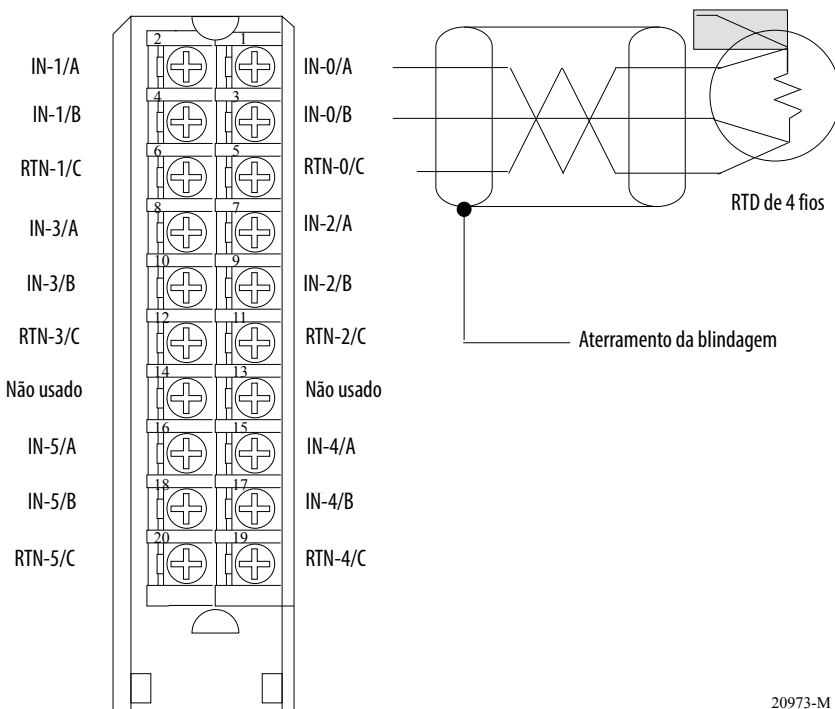 2 1
IN-1/A IN-0/A
4 3
IN-1/B IN-0/B
6 5
RTN-1/C RTN-0/C
8 7
IN-3/A IN-2/A
RTD de 4 fios
10 9
IN-3/B IN-2/B
12 11
RTN-3/C RTN-2/C
Aterramento da blindagem
14 13
Não usado Não usado
16 15
IN-5/A IN-4/A
18 17
IN-5/B IN-4/B
20 19
RTN-5/C RTN-4/C
20973-M